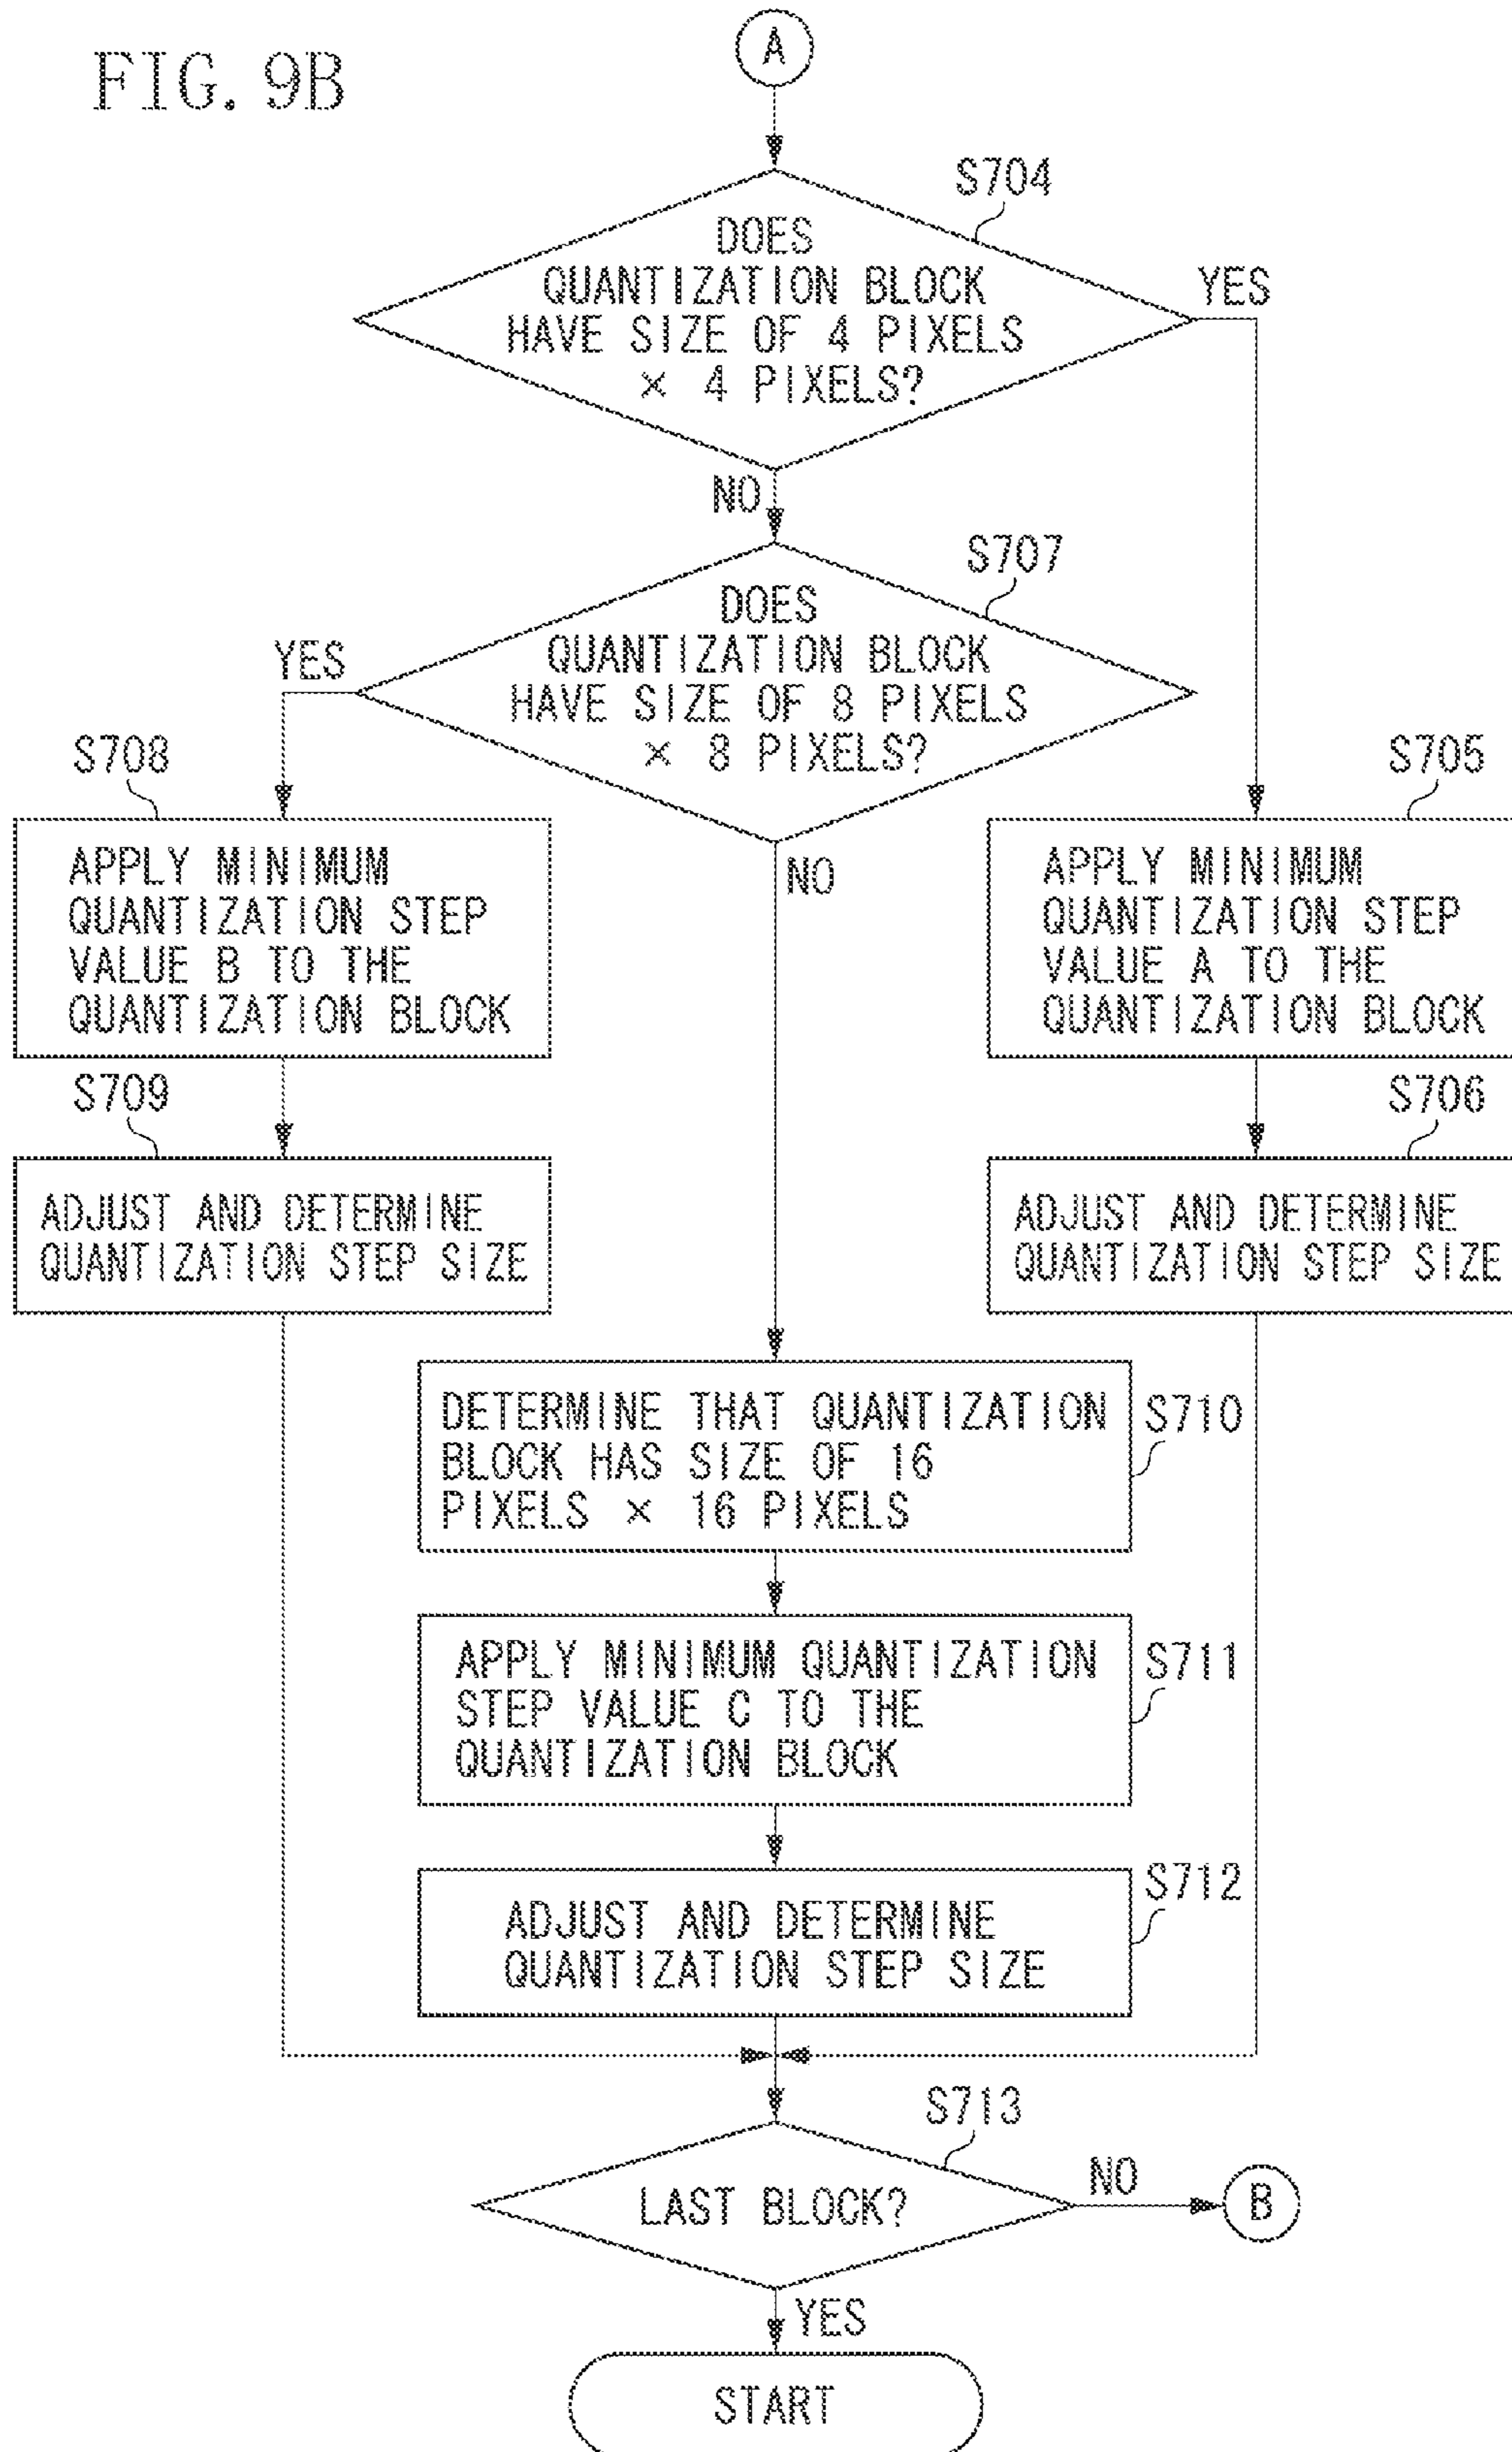 FIG. 9B
A
S704
DOES
QUANTIZATION BLOCK
HAVE SIZE OF 4 PIXELS
× 4 PIXELS?
YES
NO
S707
DOES
QUANTIZATION BLOCK
HAVE SIZE OF 8 PIXELS
× 8 PIXELS?
YES
NO
S708
APPLY MINIMUM
QUANTIZATION STEP
VALUE B TO THE
QUANTIZATION BLOCK
S705
APPLY MINIMUM
QUANTIZATION STEP
VALUE A TO THE
QUANTIZATION BLOCK
S709
ADJUST AND DETERMINE
QUANTIZATION STEP SIZE
S706
ADJUST AND DETERMINE
QUANTIZATION STEP SIZE
DETERMINE THAT QUANTIZATION
BLOCK HAS SIZE OF 16
PIXELS × 16 PIXELS
S710
APPLY MINIMUM QUANTIZATION
STEP VALUE C TO THE
QUANTIZATION BLOCK
S711
ADJUST AND DETERMINE
QUANTIZATION STEP SIZE
S712
S713
LAST BLOCK?
NO
B
YES
START